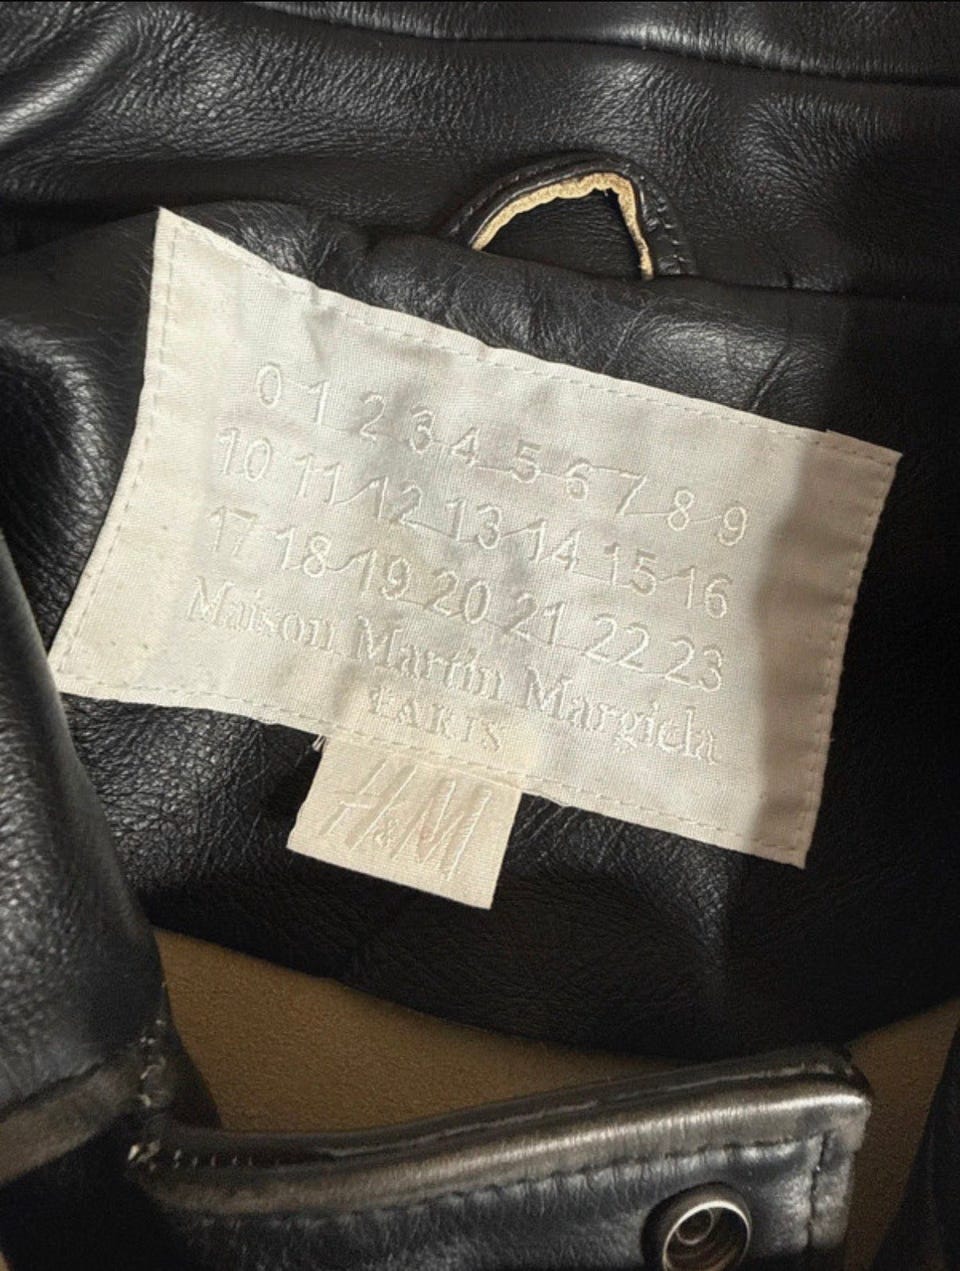 0 1 2 3 4 5 6 7 8 9
10 11 12 13 14 15 16
17 18 19 20 21 22 23
Maison Martin Margiela
PARIS
H&M